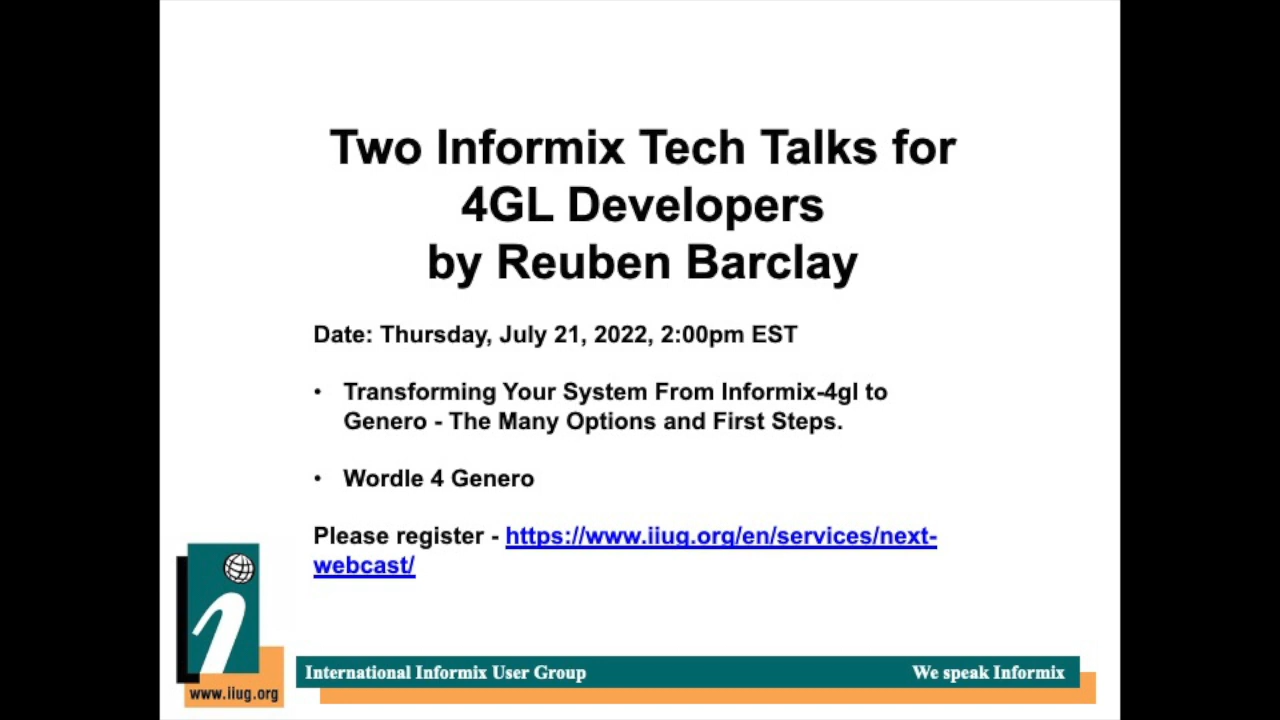 Two Informix Tech Talks for
4GL Developers
by Reuben Barclay
Date: Thursday, July 21, 2022, 2:00pm EST
• Transforming Your System From Informix-4gl to
Genero - The Many Options and First Steps.
• Wordle 4 Genero
Please register - https://www.iiug.org/en/services/next-
webcast/
i
www.iiug.org
International Informix User Group
We speak Informix